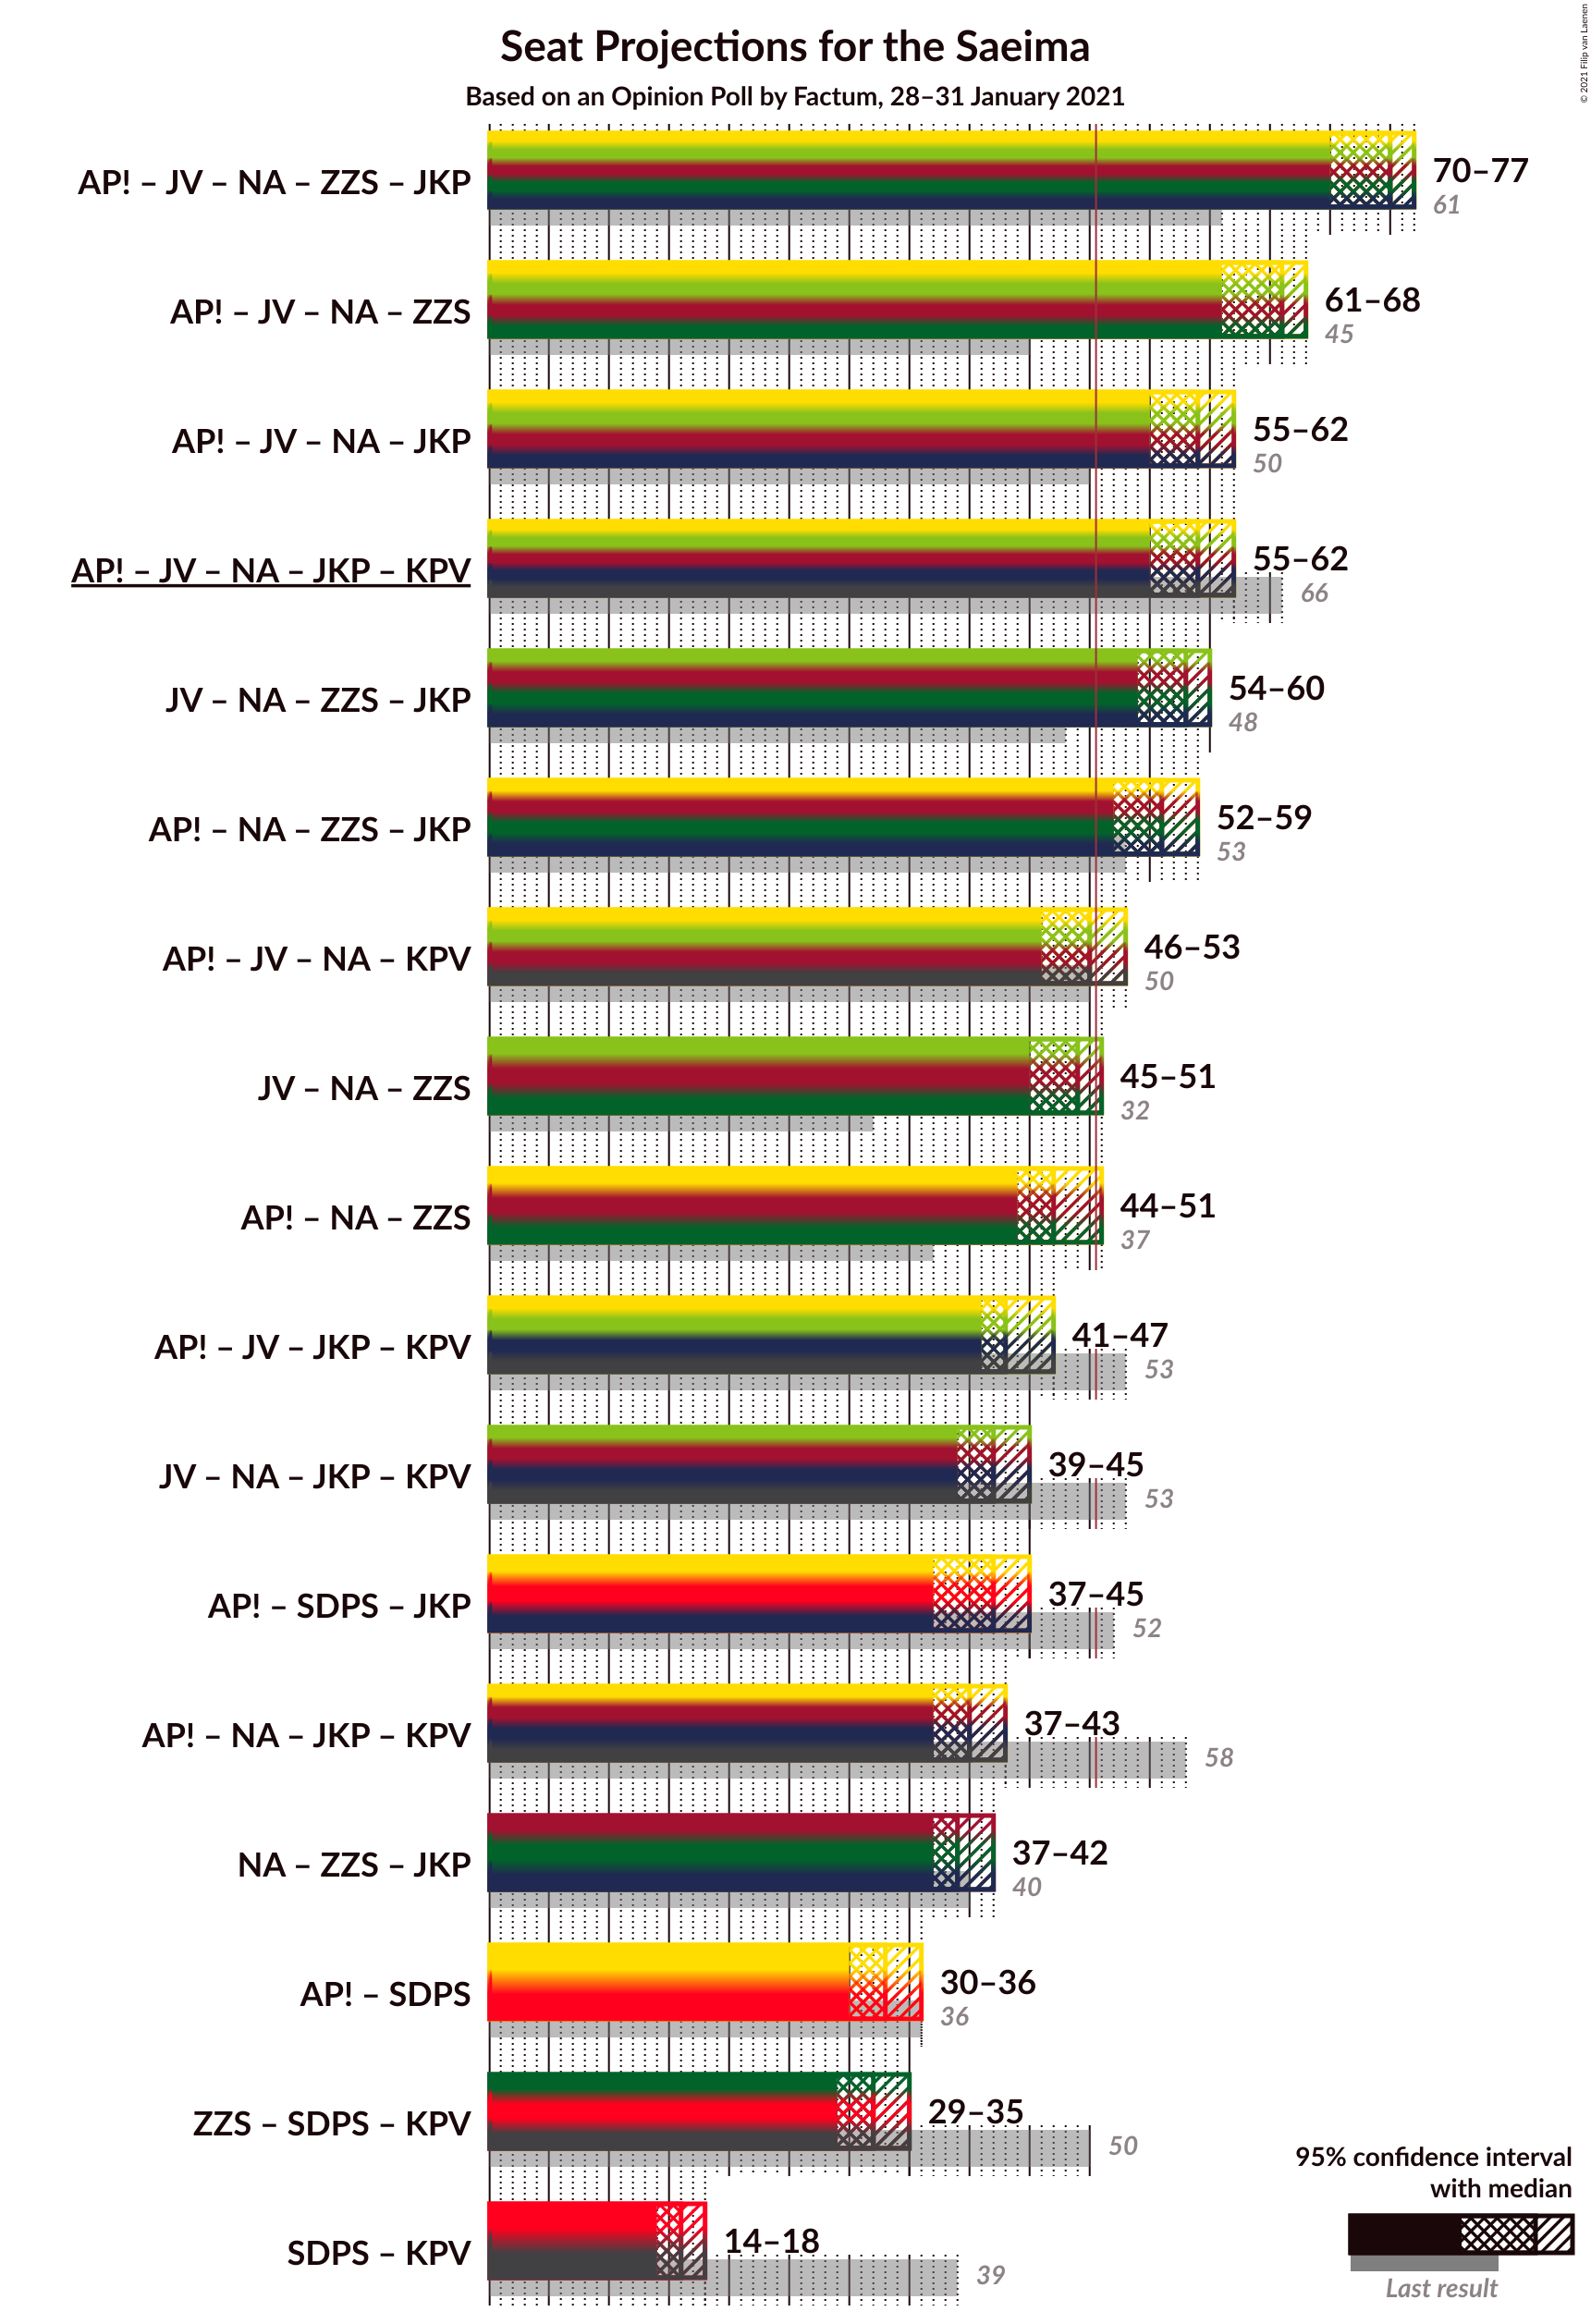 Seat Projections for the Saeima
Based on an Opinion Poll by Factum, 28–31 January 2021
© 2021 Filip van Laenen
AP! – JV – NA – ZZS – JKP
70–77
61
AP! – JV – NA – ZZS
61–68
45
AP! – JV – NA – JKP
55–62
50
AP! – JV – NA – JKP – KPV
55–62
66
JV – NA – ZZS – JKP
54–60
48
AP! – NA – ZZS – JKP
52–59
53
AP! – JV – NA – KPV
46–53
50
JV – NA – ZZS
45–51
32
AP! – NA – ZZS
44–51
37
AP! – JV – JKP – KPV
41–47
53
JV – NA – JKP – KPV
39–45
53
AP! – SDPS – JKP
37–45
52
AP! – NA – JKP – KPV
37–43
58
NA – ZZS – JKP
37–42
40
AP! – SDPS
30–36
36
ZZS – SDPS – KPV
29–35
50
SDPS – KPV
14–18
39
95% confidence interval
with median
Last result